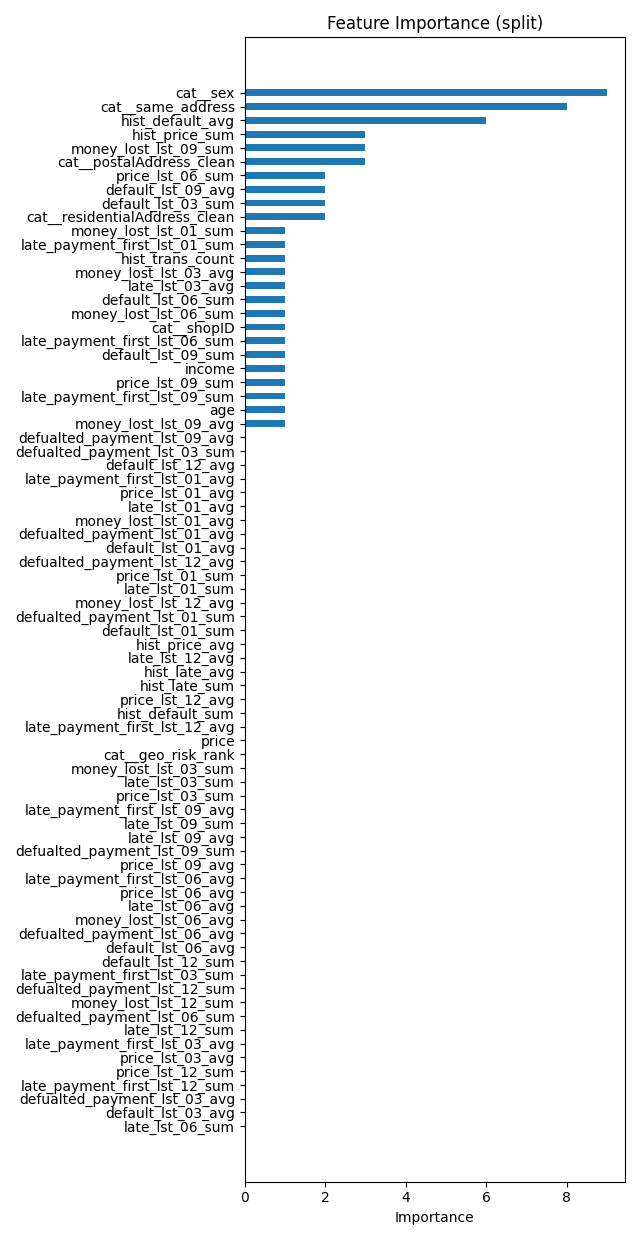 Feature Importance (split)
cat__sex
cat__same_address
hist_default_avg
hist_price_sum
money_lost_lst_09_sum
cat__postalAddress_clean
price_lst_06_sum
default_lst_09_avg
default_lst_03_sum
cat__residentialAddress_clean
money_lost_lst_01_sum
late_payment_first_lst_01_sum
hist_trans_count
money_lost_lst_03_avg
late_lst_03_avg
default_lst_06_sum
money_lost_lst_06_sum
cat__shopID
late_payment_first_lst_06_sum
default_lst_09_sum
income
price_lst_09_sum
late_payment_first_lst_09_sum
age
money_lost_lst_09_avg
defualted_payment_lst_09_avg
defualted_payment_lst_03_sum
default_lst_12_avg
late_payment_first_lst_01_avg
price_lst_01_avg
late_lst_01_avg
money_lost_lst_01_avg
defualted_payment_lst_01_avg
default_lst_01_avg
defualted_payment_lst_12_avg
price_lst_01_sum
late_lst_01_sum
money_lost_lst_12_avg
defualted_payment_lst_01_sum
default_lst_01_sum
hist_price_avg
late_lst_12_avg
hist_late_avg
hist_late_sum
price_lst_12_avg
hist_default_sum
late_payment_first_lst_12_avg
price
cat__geo_risk_rank
money_lost_lst_03_sum
late_lst_03_sum
price_lst_03_sum
late_payment_first_lst_09_avg
late_lst_09_sum
late_lst_09_avg
defualted_payment_lst_09_sum
price_lst_09_avg
late_payment_first_lst_06_avg
price_lst_06_avg
late_lst_06_avg
money_lost_lst_06_avg
defualted_payment_lst_06_avg
default_lst_06_avg
default_lst_12_sum
late_payment_first_lst_03_sum
defualted_payment_lst_12_sum
money_lost_lst_12_sum
defualted_payment_lst_06_sum
late_lst_12_sum
late_payment_first_lst_03_avg
price_lst_03_avg
price_lst_12_sum
late_payment_first_lst_12_sum
defualted_payment_lst_03_avg
default_lst_03_avg
late_lst_06_sum
0 2 4 6 8
Importance